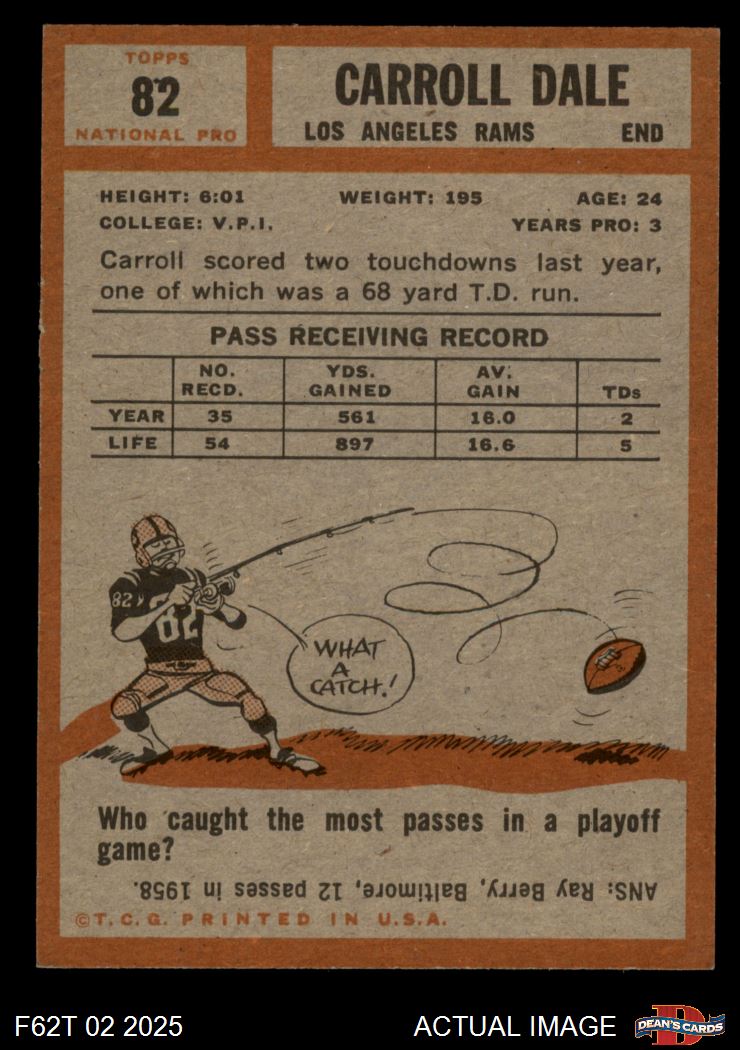 TOPPS
82
NATIONAL PRO
CARROLL DALE
LOS ANGELES RAMS END
HEIGHT: 6:01 WEIGHT: 195 AGE: 24
COLLEGE: V.P.I. YEARS PRO: 3
Carroll scored two touchdowns last year,
one of which was a 68 yard T.D. run.
PASS RECEIVING RECORD
NO. RECD. YDS. GAINED AV. GAIN TDs
YEAR 35 561 16.0 2
LIFE 54 897 16.6 5
82
82
WHAT
A
CATCH.!
Who caught the most passes in a playoff
game?
ANS: Ray Berry, Baltimore, 12 passes in 1958.
©T.C.G. PRINTED IN U.S.A.
F62T 02 2025 ACTUAL IMAGE D DEAN'S CARDS